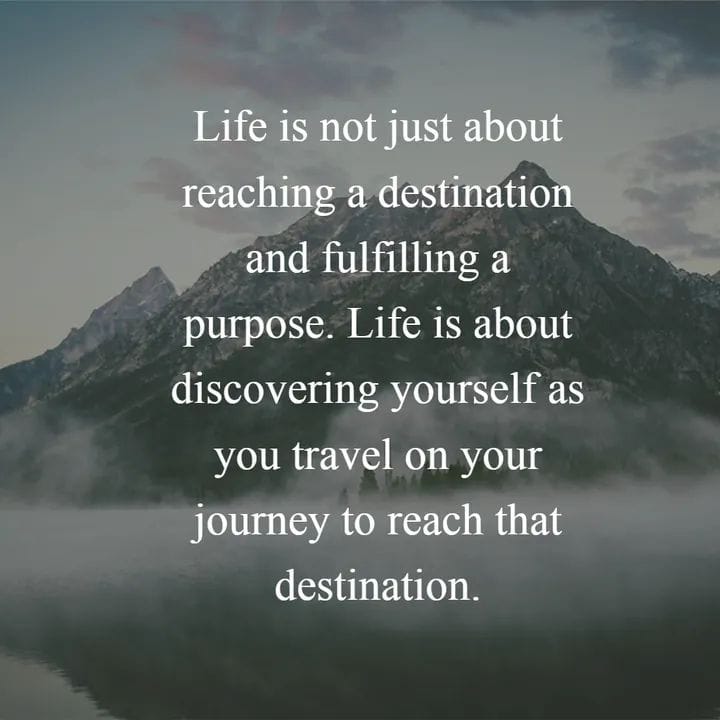 Life is not just about
reaching a destination
and fulfilling a
purpose. Life is about
discovering yourself as
you travel on your
journey to reach that
destination.